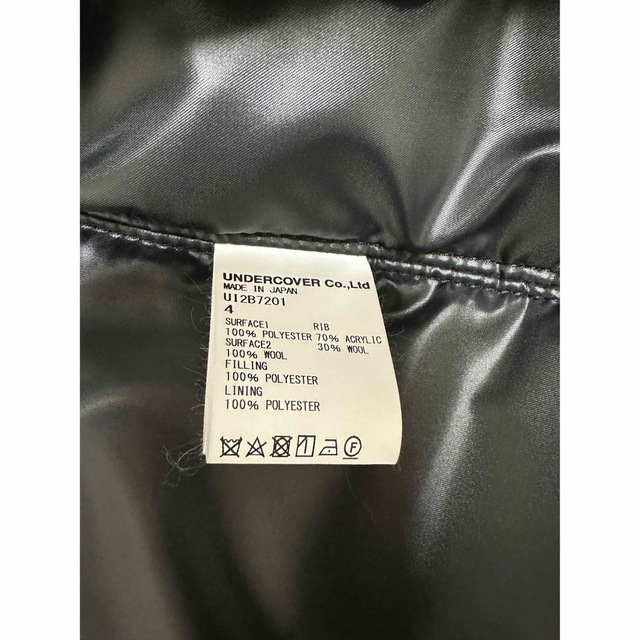 UNDERCOVER Co.,Ltd
MADE IN JAPAN
UI2B7201
4
SURFACE1 RIB
100% POLYESTER 70% ACRYLIC
SURFACE2 30% WOOL
100% WOOL
FILLING
100% POLYESTER
LINING
100% POLYESTER
F